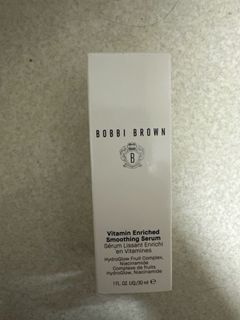 BOBBI BROWN
B
Vitamin Enriched
Smoothing Serum
Sérum Lissant Enrichi
en Vitamines
HydroGlow Fruit Complex,
Niacinamide
Complexe de fruits
HydroGlow, Niacinamide
1 FL. OZ. LIQ./30 ml ℮